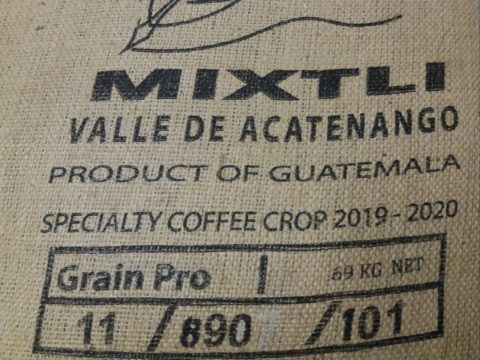 MIXTLI
VALLE DE ACATENANGO
PRODUCT OF GUATEMALA
SPECIALTY COFFEE CROP 2019-2020
Grain Pro | 69 KG NET
11 /8907 /101